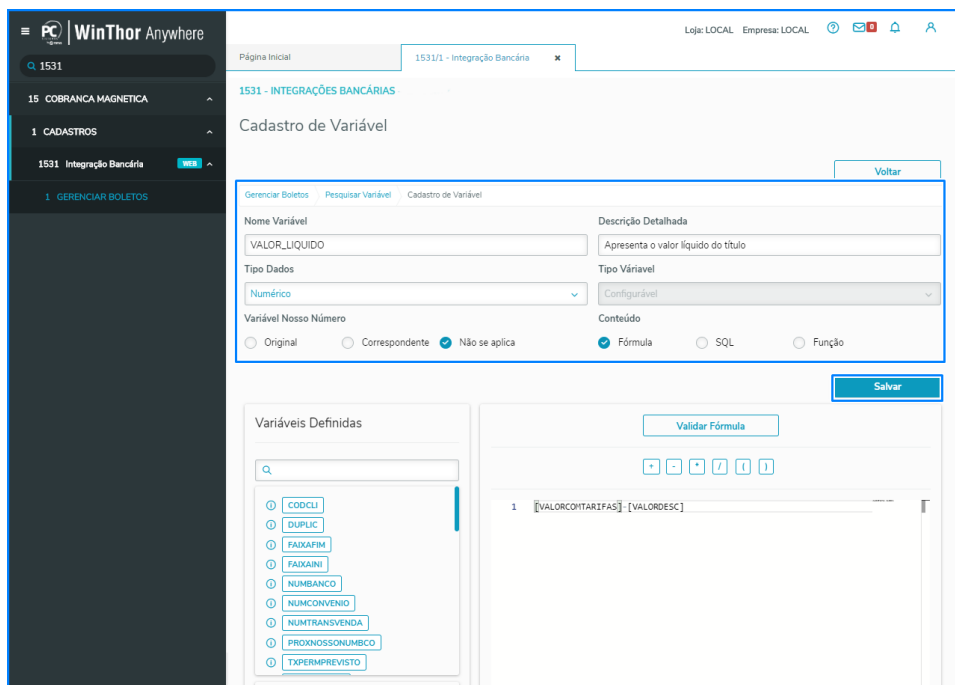 PC | WinThor Anywhere
1531
15 COBRANCA MAGNETICA
1 CADASTROS
1531 Integração Bancária WEB
1 GERENCIAR BOLETOS
Loja: LOCAL Empresa: LOCAL 0
Página Inicial 1531/1 - Integração Bancária ×
1531 - INTEGRAÇÕES BANCÁRIAS
Cadastro de Variável
Voltar
Gerenciar Boletos Pesquisar Variável Cadastro de Variável
Nome Variável Descrição Detalhada
VALOR_LIQUIDO Apresenta o valor líquido do título
Tipo Dados Tipo Váriavel
Numérico Configurável
Variável Nosso Número Conteúdo
Original Correspondente Não se aplica Fórmula SQL Função
Salvar
Variáveis Definidas
CODCLI
DUPLIC
FAIXAFIM
FAIXAINI
NUMBANCO
NUMCONVENIO
NUMTRANSVENDA
PROXNOSSONUMBCO
TXPERMPREVISTO
Validar Fórmula
+ - * / ( )
1 [VALORCOMTARIFAS]-[VALORDESC]